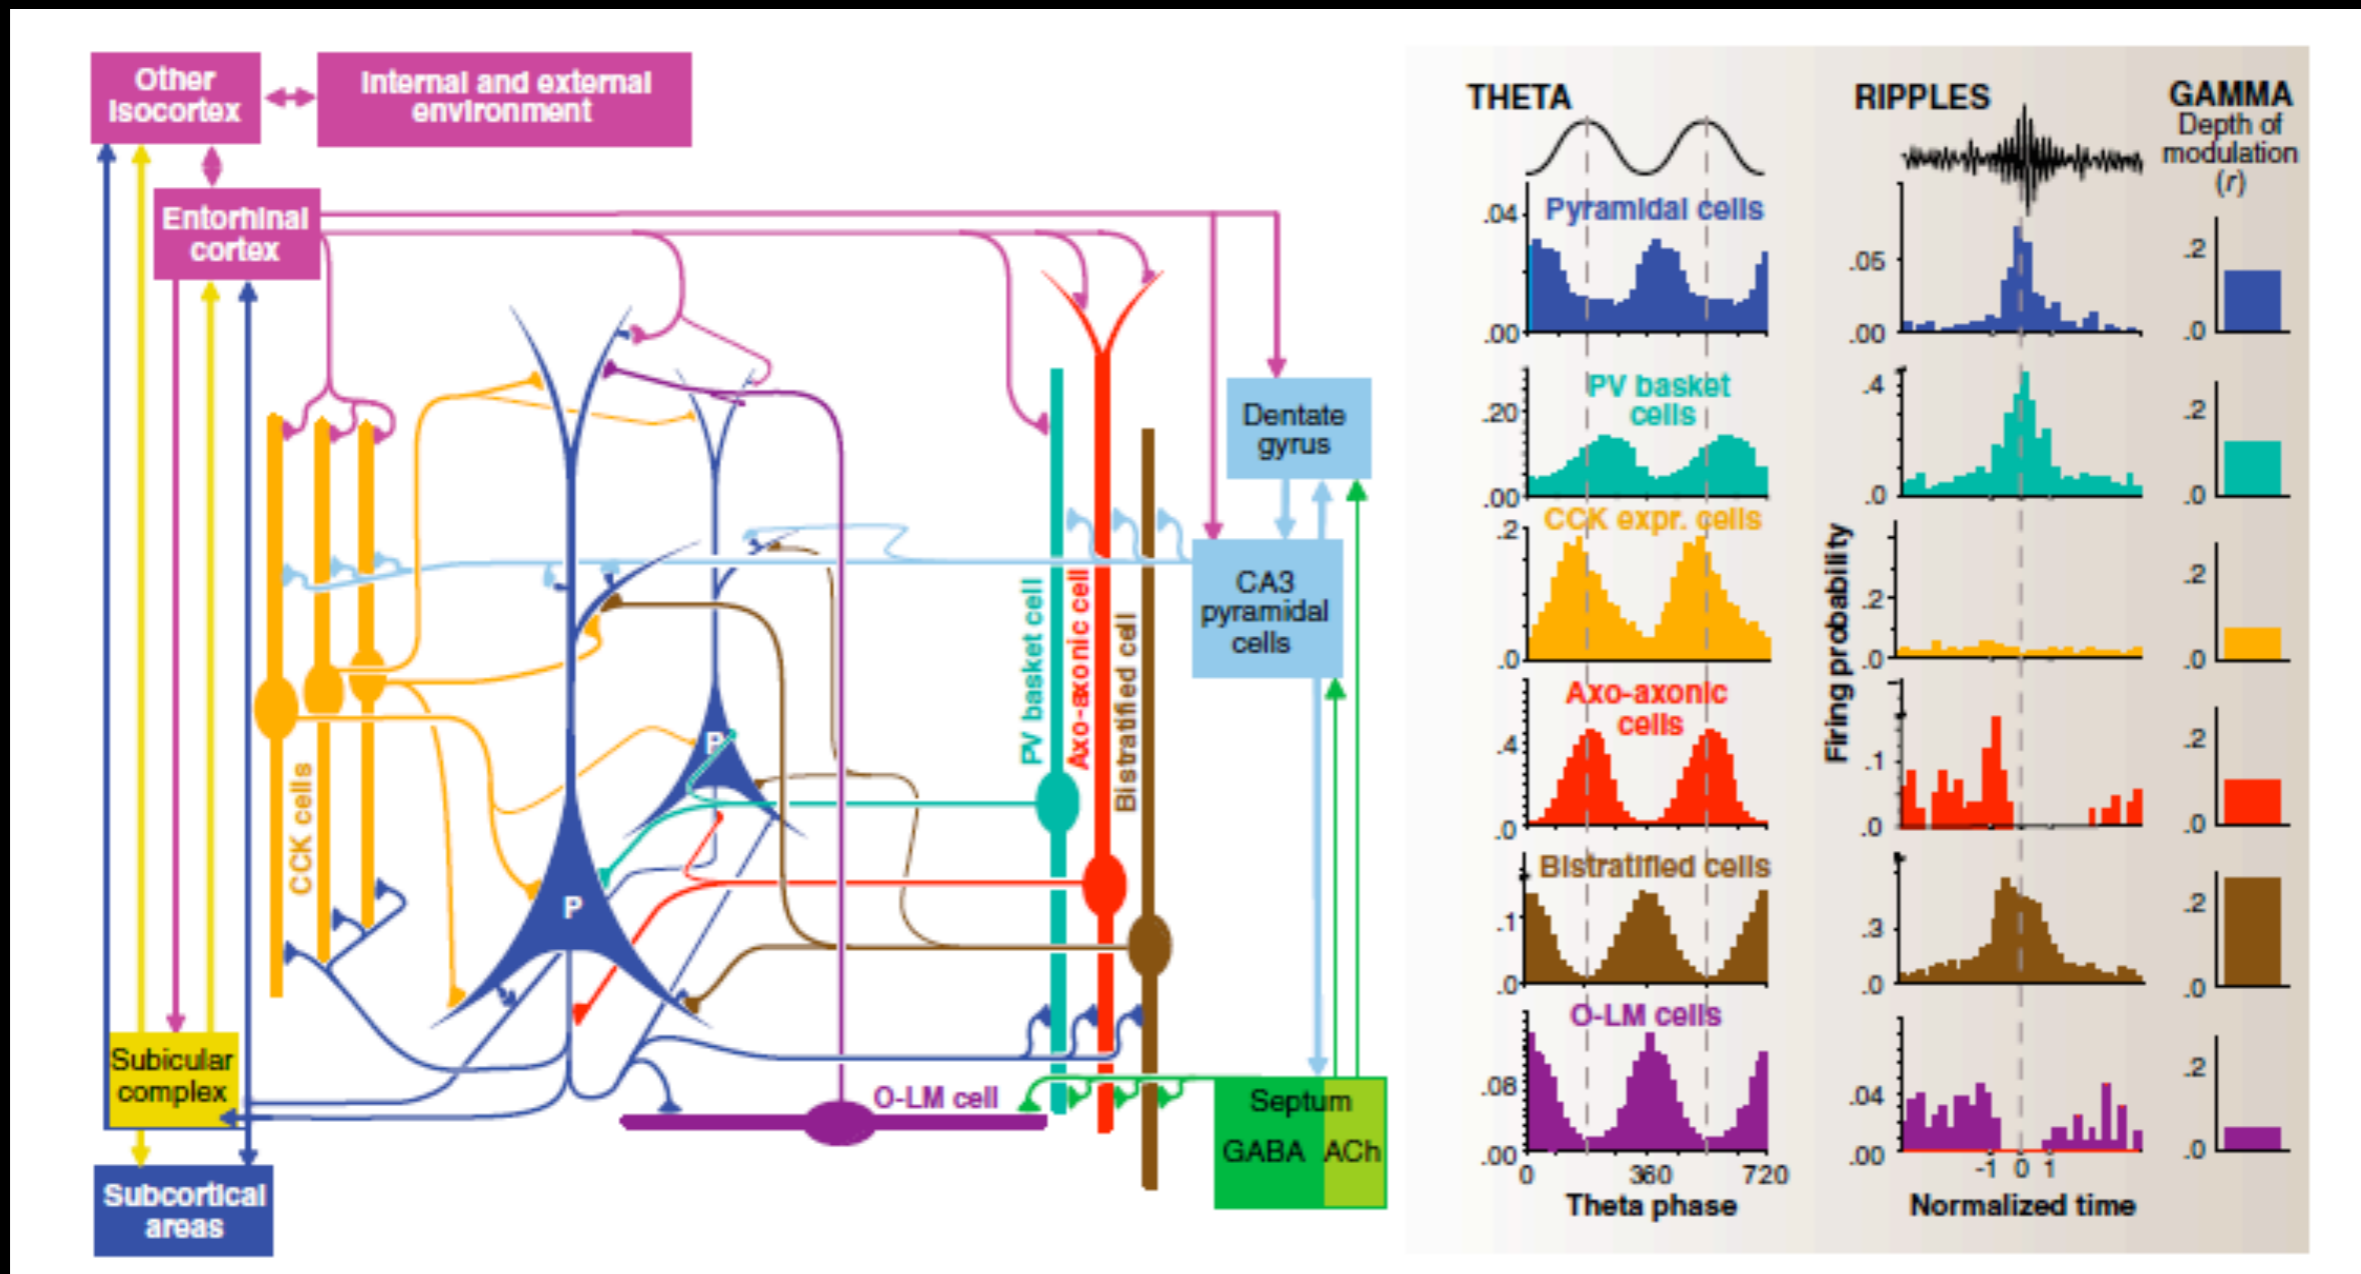 Other
isocortex
Internal and external
environment
Entorhinal
cortex
CCK cells
P
P
PV basket cell
Axo-axonic cell
Bistratified cell
Dentate
gyrus
CA3
pyramidal
cells
Subicular
complex
O-LM cell
Septum
GABA
ACh
Subcortical
areas
THETA
RIPPLES
GAMMA
Depth of
modulation
(r)
Pyramidal cells
.04
.00
.05
.00
.2
.0
PV basket
cells
.20
.00
.4
.0
.2
.0
CCK expr. cells
.2
.0
.2
.0
.2
.0
Firing probability
Axo-axonic
cells
.4
.0
.1
.0
.2
.0
Bistratified cells
.1
.0
.3
.0
.2
.0
O-LM cells
.08
.00
.04
.00
.2
.0
0 360 720
Theta phase
-1 0 1
Normalized time